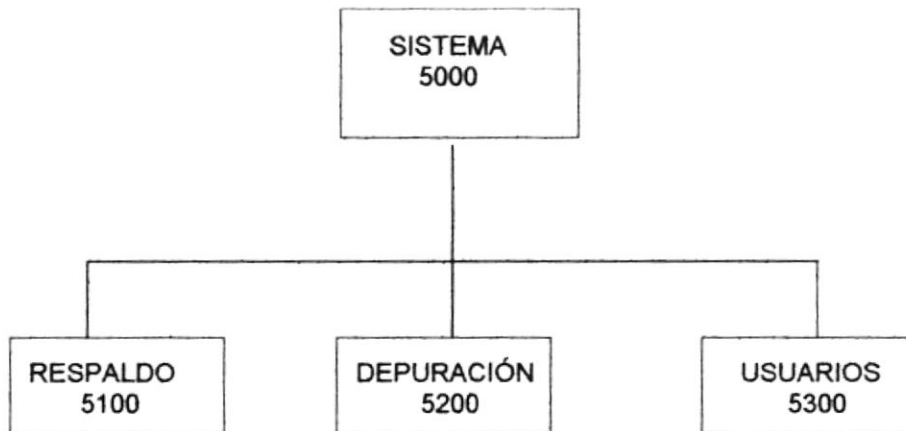 SISTEMA
5000
RESPALDO
5100
DEPURACIÓN
5200
USUARIOS
5300